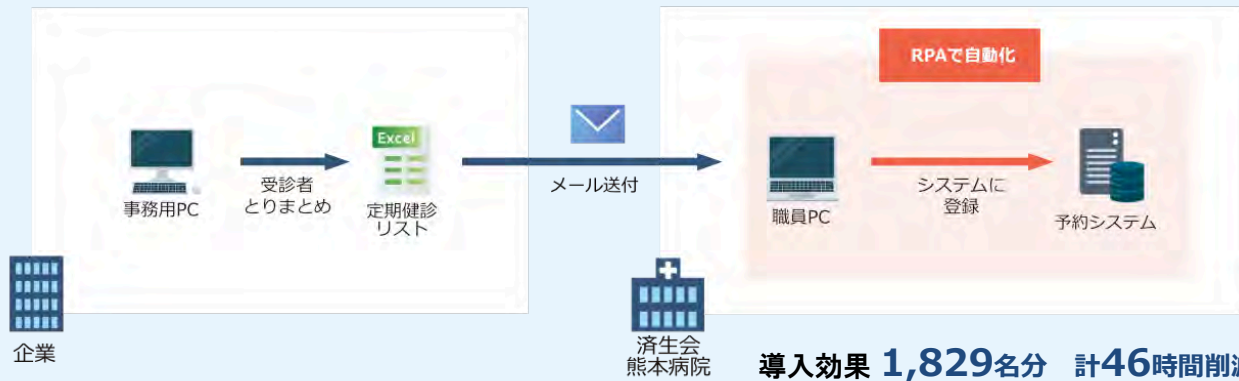 RPAで自動化
Excel
受診者
とりまとめ
メール送付
システムに
登録
事務用PC
定期健診
リスト
職員PC
予約システム
企業
済生会
熊本病院
導入効果 1,829名分 計46時間削減